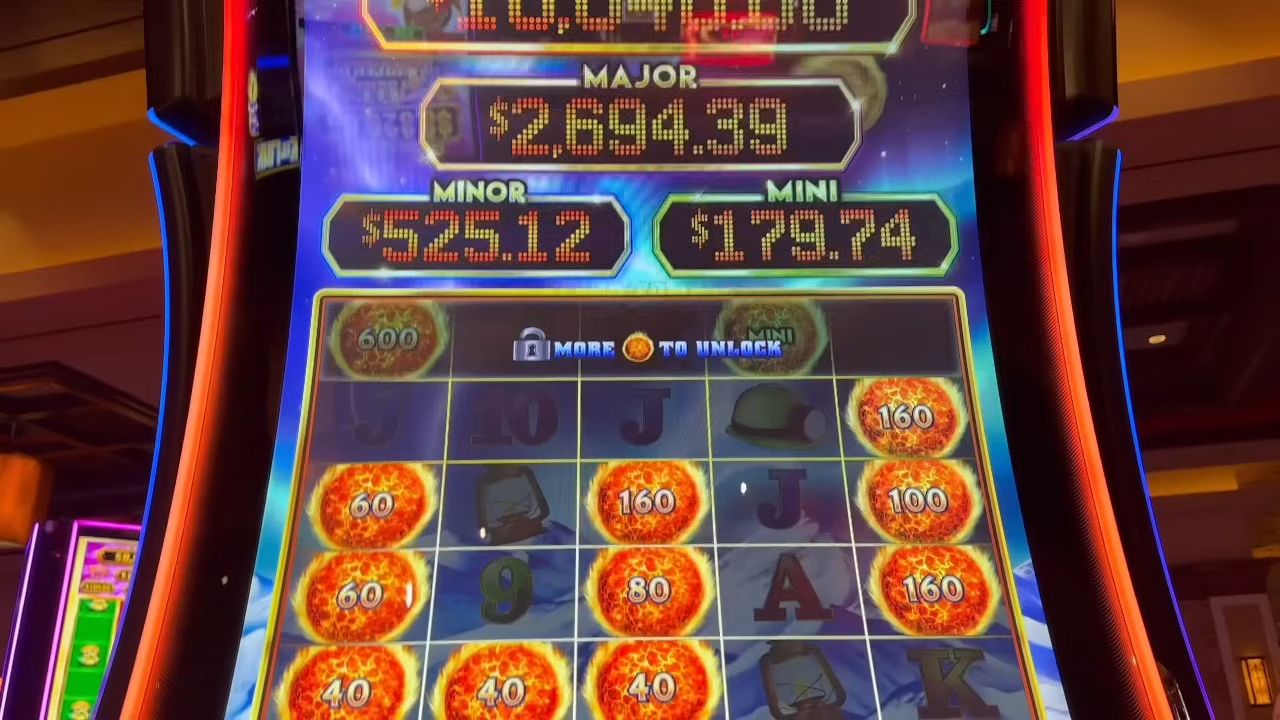 MAJOR
$2,694.39
MINOR MINI
$525.12 $179.74
600 MINI
MORE TO UNLOCK
J 10 J 160
60 160 J 100
60 9 80 A 160
40 40 40 K